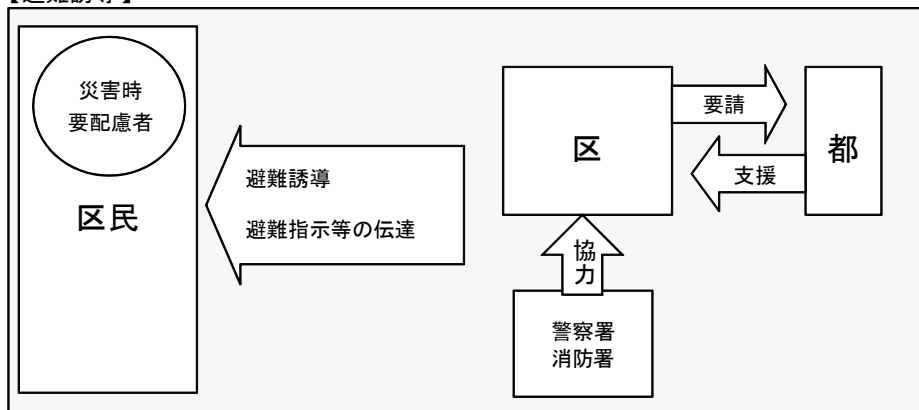 【避難誘導】
災害時
要配慮者
区民
避難誘導
避難指示等の伝達
区
要請
支援
都
協
力
警察署
消防署